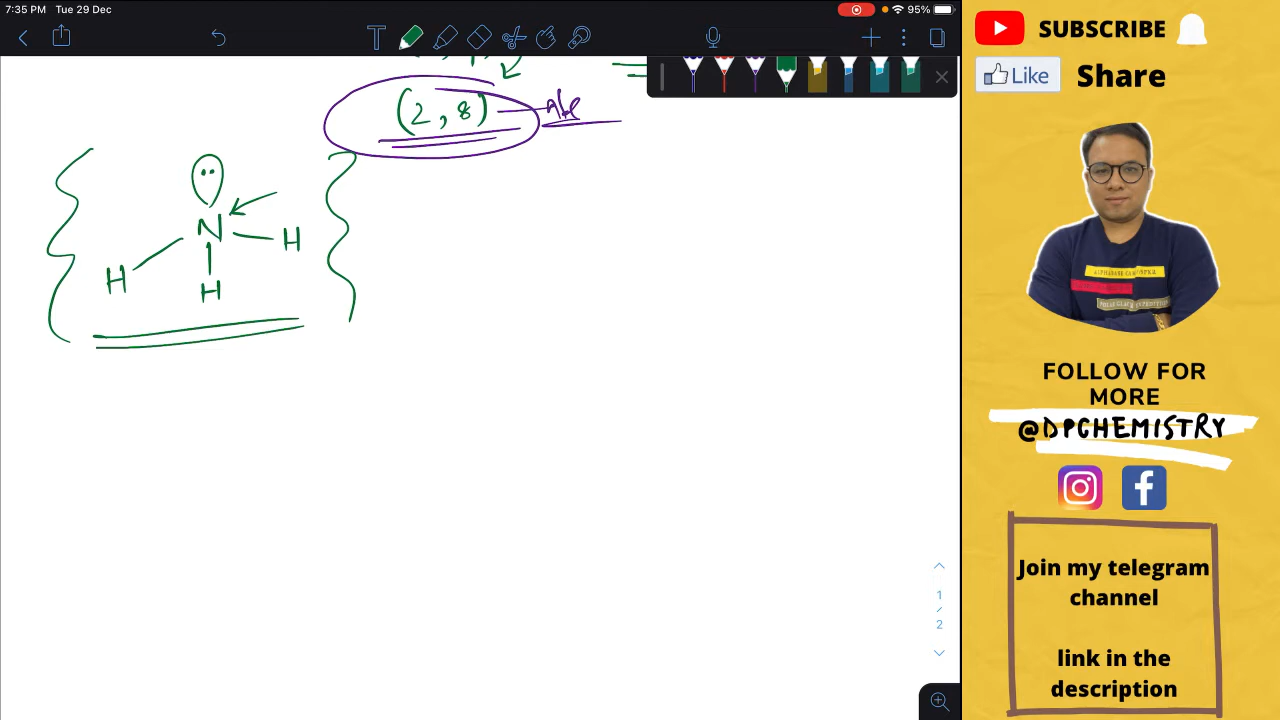 7:35 PM Tue 29 Dec
95%
(2, 8)
N
H
H
H
1
2
SUBSCRIBE
Like
Share
FOLLOW FOR
MORE
@DPCHEMISTRY
Join my telegram
channel
link in the
description